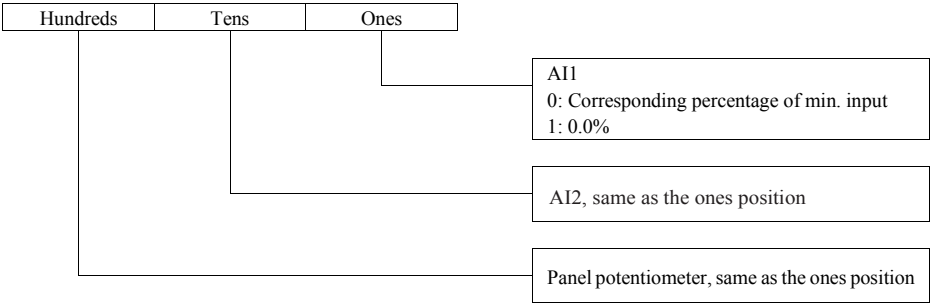 Hundreds Tens Ones
AI1
0: Corresponding percentage of min. input
1: 0.0%
AI2, same as the ones position
Panel potentiometer, same as the ones position